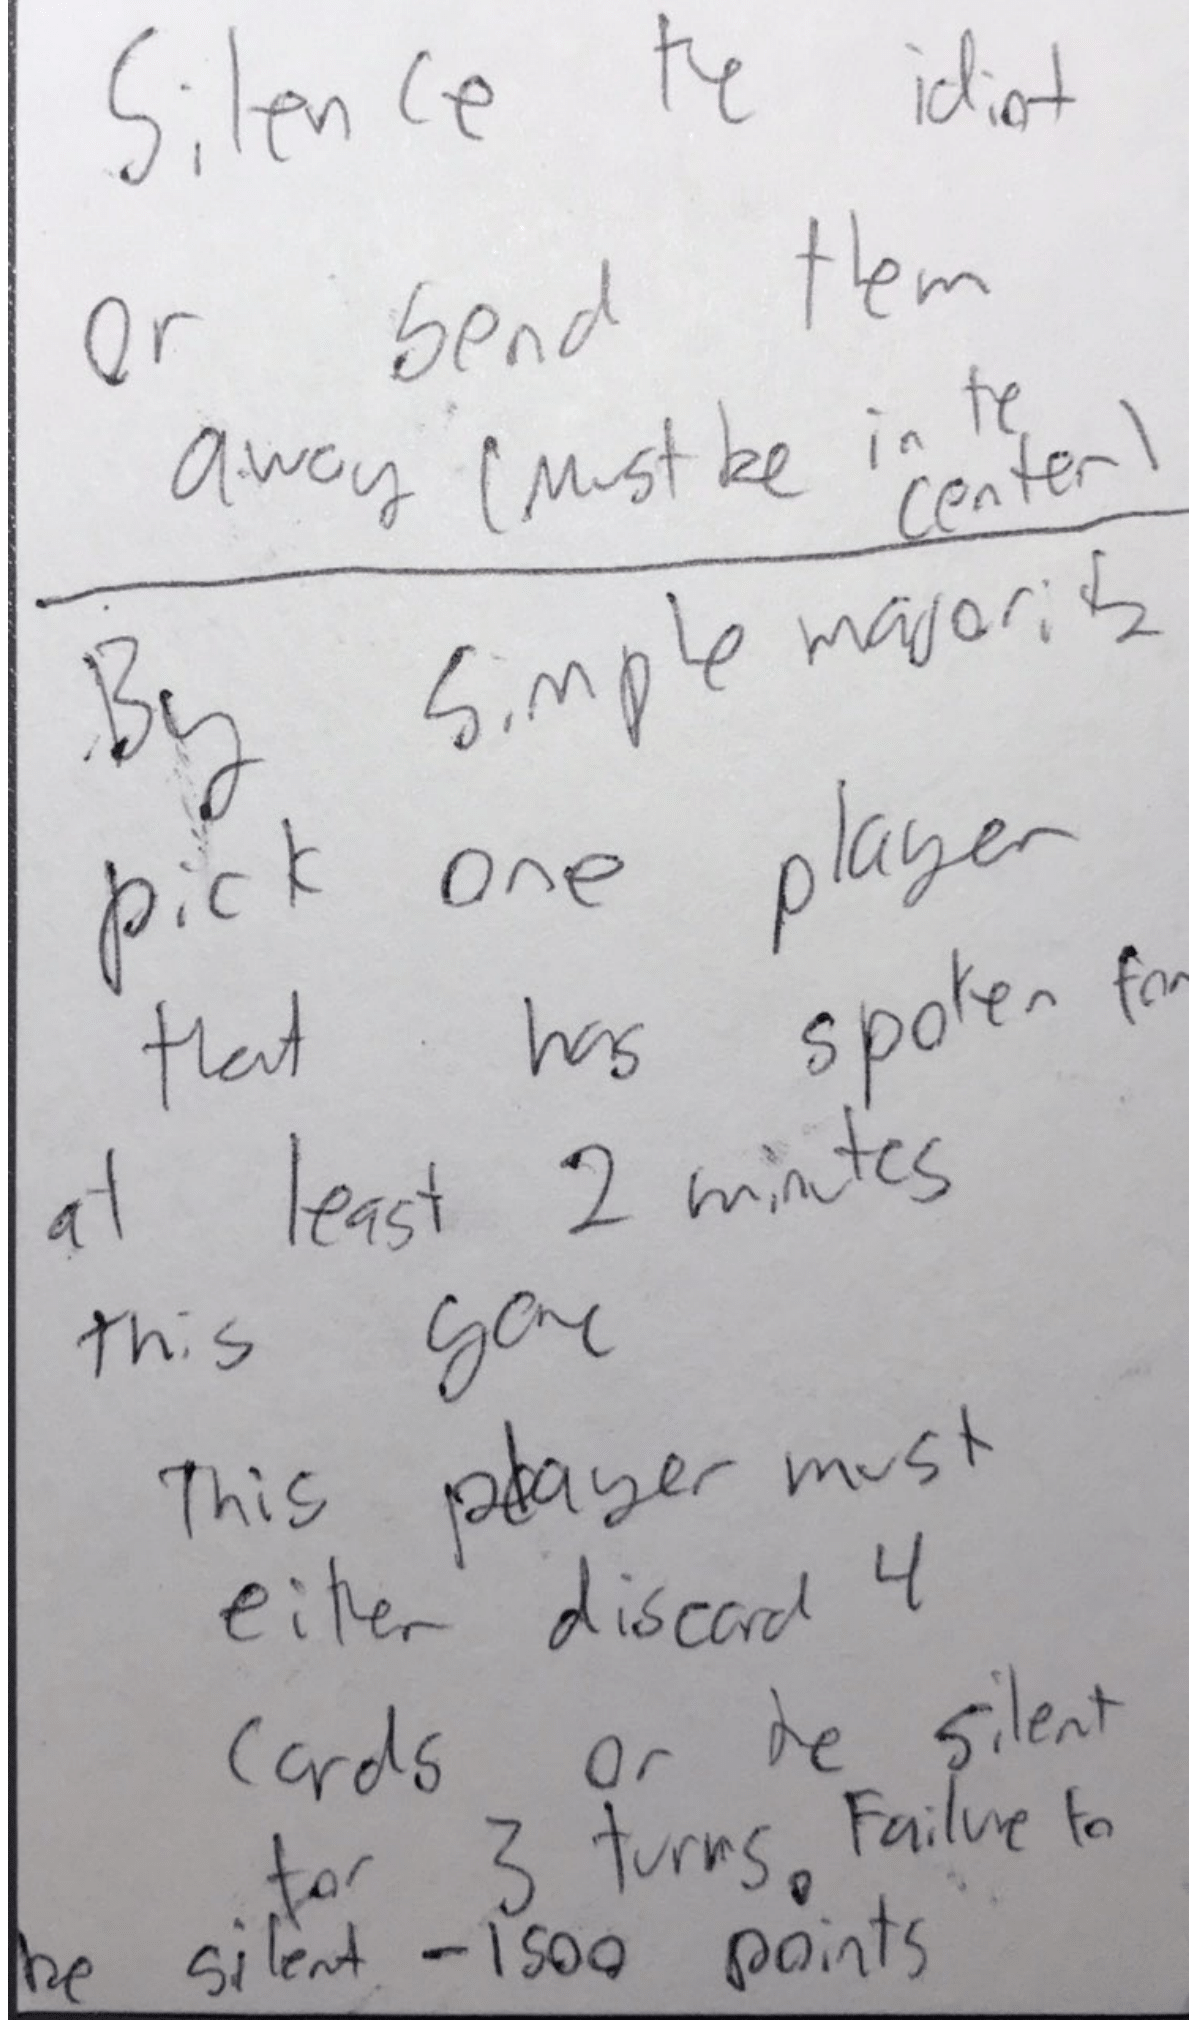 Silence the idiot
or send them
away (must be in the
center)
By simple majority
pick one player
that has spoken for
at least 2 minutes
this game
This player must
either discard 4
cards or be silent
for 3 turns. Failure to
be silent -1500 points